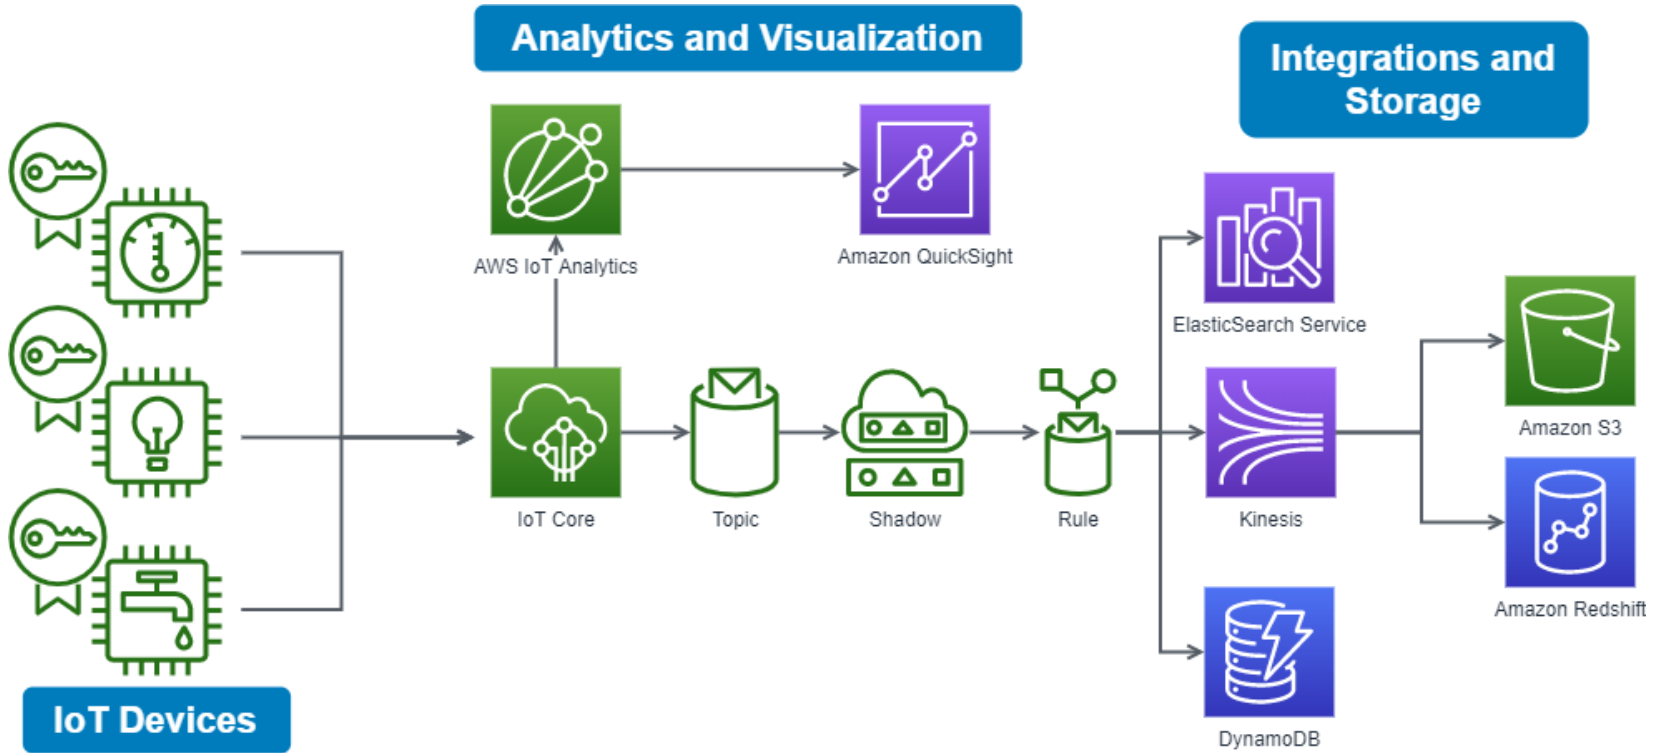 Analytics and Visualization
Integrations and
Storage
AWS IoT Analytics
Amazon QuickSight
ElasticSearch Service
IoT Core
Topic
Shadow
Rule
Kinesis
Amazon S3
Amazon Redshift
DynamoDB
IoT Devices